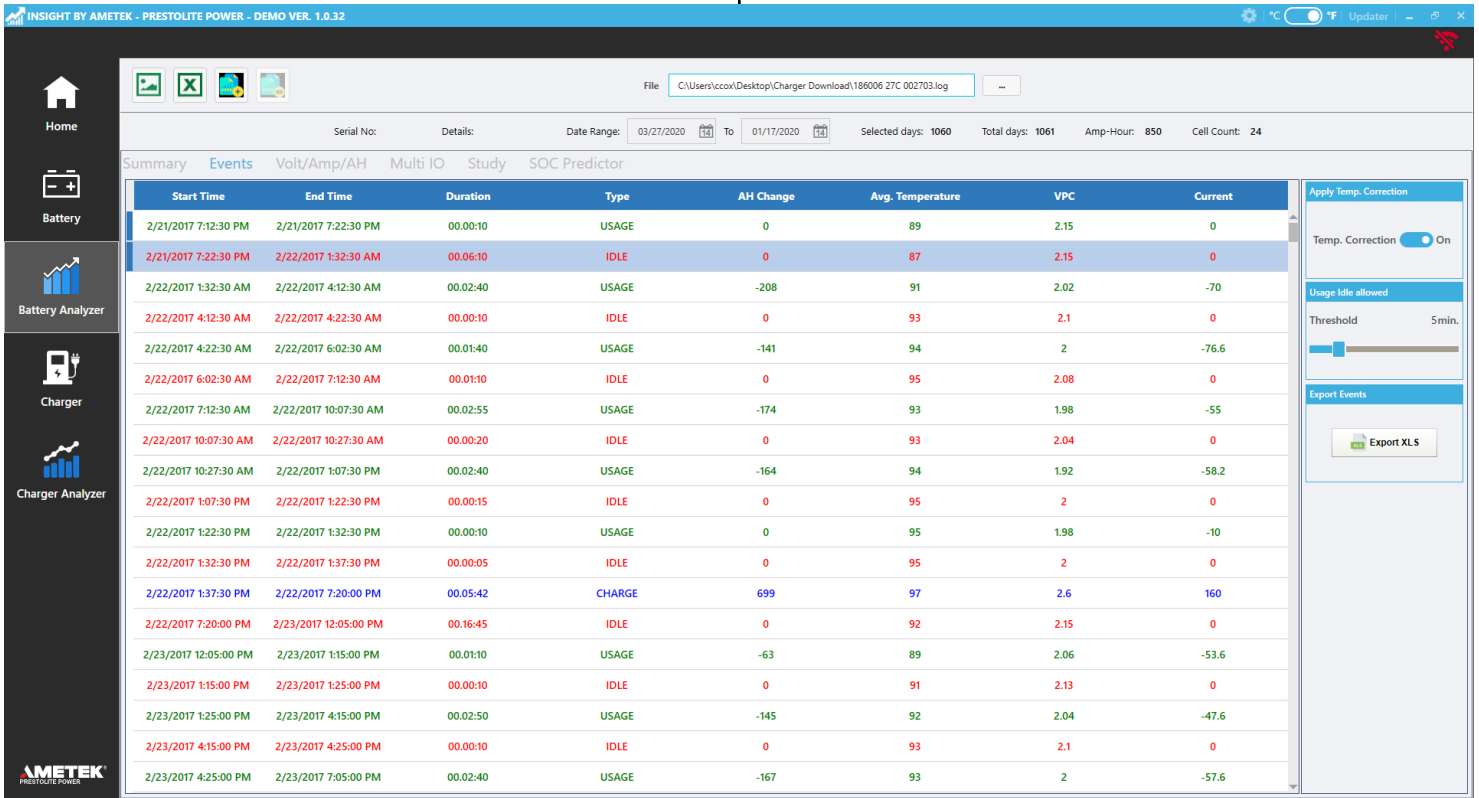 INSIGHT BY AMETEK - PRESTOLITE POWER - DEMO VER. 1.0.32 °C °F Updater
File C:\Users\ccox\Desktop\Charger Download\186006 27C 002703.log ...
Home
Serial No: Details: Date Range: 03/27/2020 14 To 01/17/2020 14 Selected days: 1060 Total days: 1061 Amp-Hour: 850 Cell Count: 24
Summary Events Volt/Amp/AH Multi IO Study SOC Predictor
Start Time End Time Duration Type AH Change Avg. Temperature VPC Current
2/21/2017 7:12:30 PM 2/21/2017 7:22:30 PM 00.00:10 USAGE 0 89 2.15 0
2/21/2017 7:22:30 PM 2/22/2017 1:32:30 AM 00.06:10 IDLE 0 87 2.15 0
2/22/2017 1:32:30 AM 2/22/2017 4:12:30 AM 00.02:40 USAGE -208 91 2.02 -70
2/22/2017 4:12:30 AM 2/22/2017 4:22:30 AM 00.00:10 IDLE 0 93 2.1 0
2/22/2017 4:22:30 AM 2/22/2017 6:02:30 AM 00.01:40 USAGE -141 94 2 -76.6
2/22/2017 6:02:30 AM 2/22/2017 7:12:30 AM 00.01:10 IDLE 0 95 2.08 0
2/22/2017 7:12:30 AM 2/22/2017 10:07:30 AM 00.02:55 USAGE -174 93 1.98 -55
2/22/2017 10:07:30 AM 2/22/2017 10:27:30 AM 00.00:20 IDLE 0 93 2.04 0
2/22/2017 10:27:30 AM 2/22/2017 1:07:30 PM 00.02:40 USAGE -164 94 1.92 -58.2
2/22/2017 1:07:30 PM 2/22/2017 1:22:30 PM 00.00:15 IDLE 0 95 2 0
2/22/2017 1:22:30 PM 2/22/2017 1:32:30 PM 00.00:10 USAGE 0 95 1.98 -10
2/22/2017 1:32:30 PM 2/22/2017 1:37:30 PM 00.00:05 IDLE 0 95 2 0
2/22/2017 1:37:30 PM 2/22/2017 7:20:00 PM 00.05:42 CHARGE 699 97 2.6 160
2/22/2017 7:20:00 PM 2/23/2017 12:05:00 PM 00.16:45 IDLE 0 92 2.15 0
2/23/2017 12:05:00 PM 2/23/2017 1:15:00 PM 00.01:10 USAGE -63 89 2.06 -53.6
2/23/2017 1:15:00 PM 2/23/2017 1:25:00 PM 00.00:10 IDLE 0 91 2.13 0
2/23/2017 1:25:00 PM 2/23/2017 4:15:00 PM 00.02:50 USAGE -145 92 2.04 -47.6
2/23/2017 4:15:00 PM 2/23/2017 4:25:00 PM 00.00:10 IDLE 0 93 2.1 0
2/23/2017 4:25:00 PM 2/23/2017 7:05:00 PM 00.02:40 USAGE -167 93 2 -57.6
Apply Temp. Correction
Temp. Correction On
Usage Idle allowed
Threshold 5min.
Export Events
Export XLS
Battery
Battery Analyzer
Charger
Charger Analyzer
AMETEK
PRESTOLITE POWER